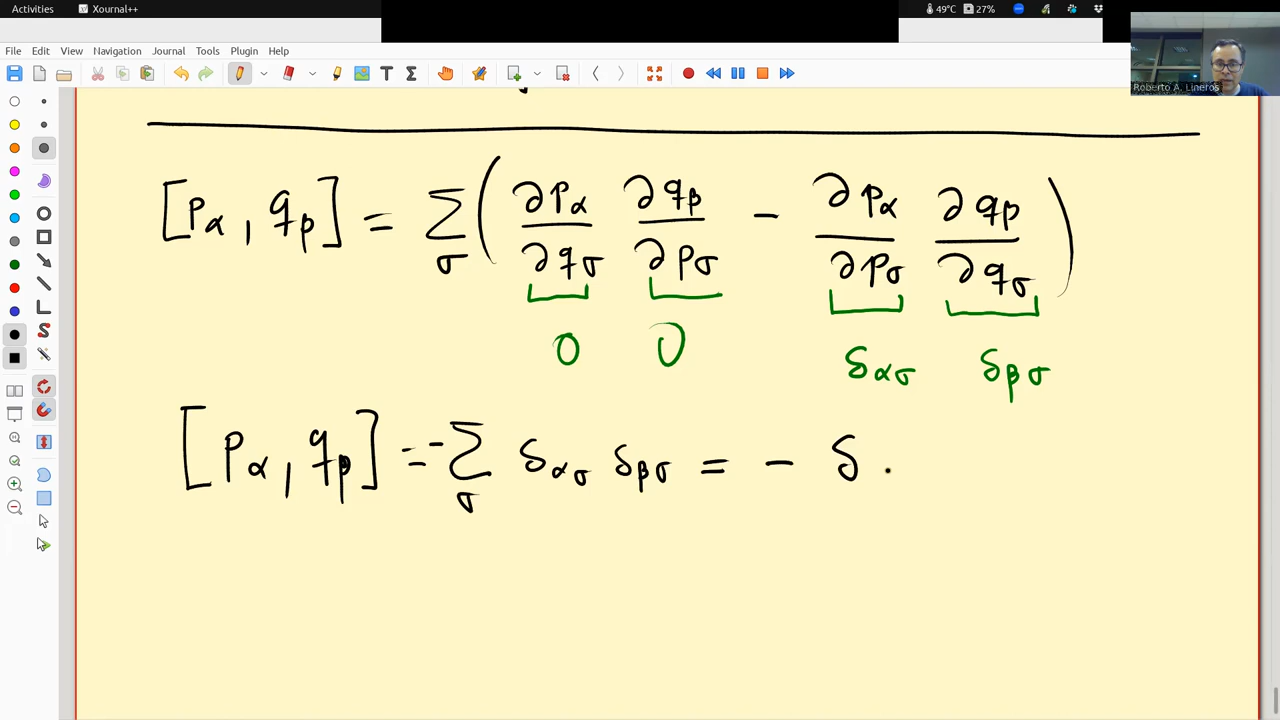 Activities Xournal++ 49°C 27%
File Edit View Navigation Journal Tools Plugin Help
Roberto A. Lineros
[pα , qβ] = Σσ ( ∂pα/∂qσ ∂qβ/∂pσ − ∂pα/∂pσ ∂qβ/∂qσ )
0 0 δασ δβσ
[pα , qβ] = −Σσ δασ δβσ = − δ